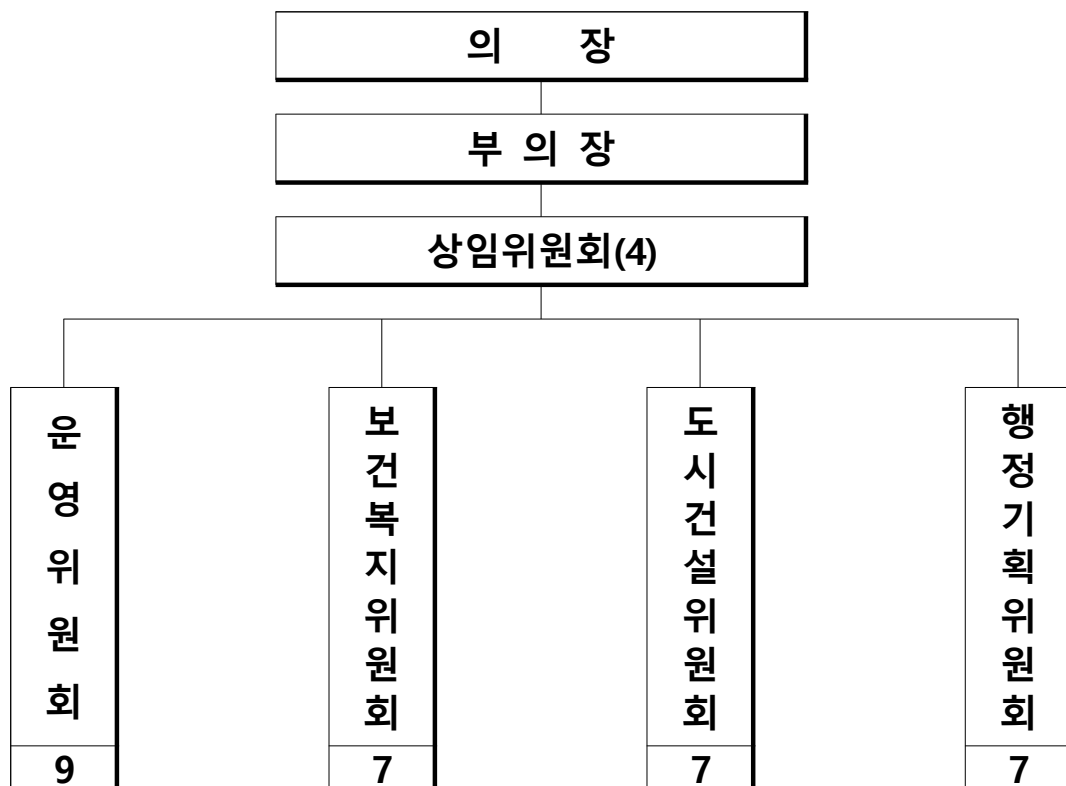 의 장
부 의 장
상임위원회(4)
운영위원회
보건복지위원회
도시건설위원회
행정기획위원회
9
7
7
7